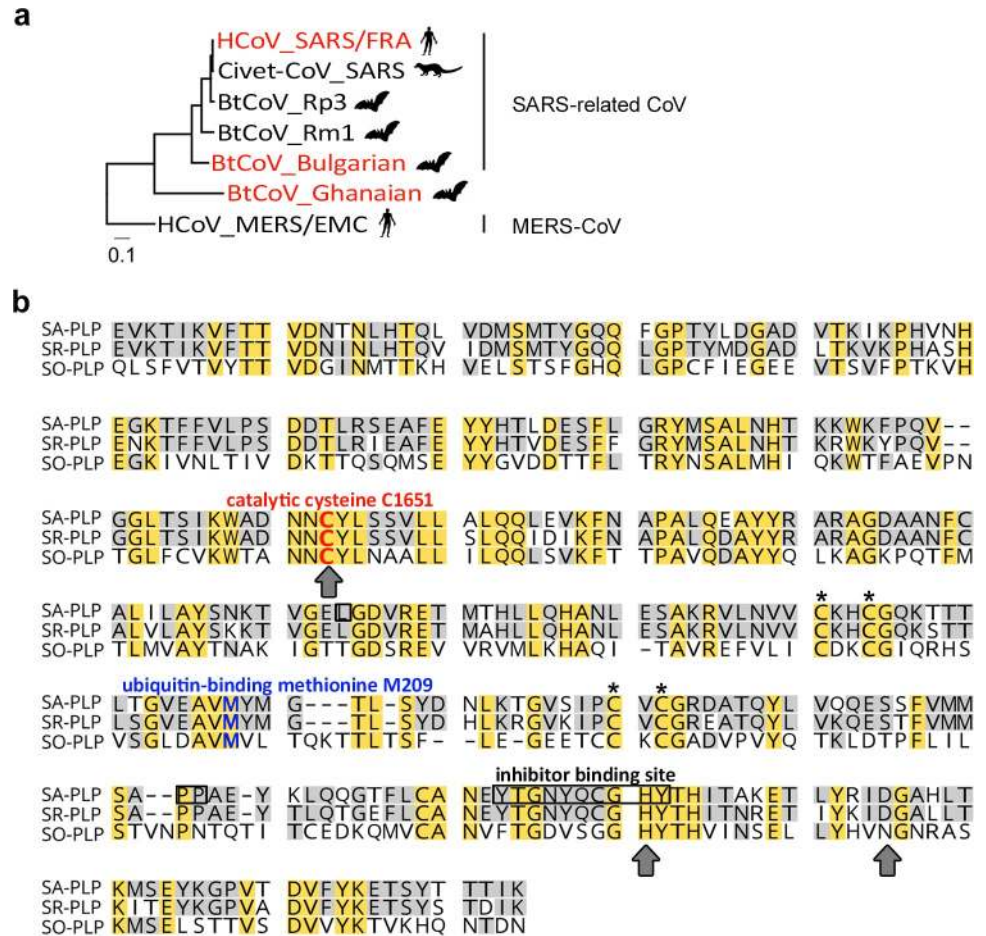 a
HCoV_SARS/FRA
Civet-CoV_SARS
BtCoV_Rp3
SARS-related CoV
BtCoV_Rm1
BtCoV_Bulgarian
BtCoV_Ghanaian
HCoV_MERS/EMC MERS-CoV
0.1
b
SA-PLP EVKTIKVFTT VDNTNLHTQL VDMSMTYGQQ FGPTYLDGAD VTKIKPHVNH
SR-PLP EVKTIKVFTT VDNINLHTQV IDMSMTYGQQ LGPTYMDGAD LTKVKPHASH
SO-PLP QLSFVTVYTT VDGINMTTKH VELSTSFGHQ LGPCFIEGEE VTSVFPTKVH
SA-PLP EGKTFFVLPS DDTLRSEAFE YYHTLDESFL GRYMSALNHT KKWKFPQV--
SR-PLP ENKTFFVLPS DDTLRIEAFE YYHTVDESFF GRYMSALNHT KRWKYPQV--
SO-PLP EGKIVNLTIV DKTTQSQMSE YYGVDDTTFL TRYNSALMHI QKWTFAEVPN
catalytic cysteine C1651
SA-PLP GGLTSIKWAD NNCYLSSVLL ALQQLEVKFN APALQEAYYR ARAGDAANFC
SR-PLP GGLTSIKWAD NNCYLSSVLL SLQQIDIKFN APALQDAYYR ARAGDAANFC
SO-PLP TGLFCVKWTA NNCYLNAALL ILQQLSVKFT TPAVQDAYYQ LKAGKPQTFM
* *
SA-PLP ALILAYSNKT VGELGDVRET MTHLLQHANL ESAKRVLNVV CKHCGQKTTT
SR-PLP ALVLAYSKKT VGELGDVRET MAHLLQHANL ESAKRVLNVV CKHCGQKSTT
SO-PLP TLMVAYTNAK IGTTGDSREV VRVMLKHAQI -TAVREFVLI CDKCGIQRHS
ubiquitin-binding methionine M209
* *
SA-PLP LTGVEAVMYM G---TL-SYD NLKTGVSIPC VCGRDATQYL VQQESSFVMM
SR-PLP LSGVEAVMYM G---TL-SYD HLKRGVKIPC VCGREATQYL VKQESTFVMM
SO-PLP VSGLDAVMVL TQKTTLTSF- -LE-GEETCC KCGADVPVYQ TKLDTPFLIL
inhibitor binding site
SA-PLP SA--PPAE-Y KLQQGTFLCA NEYTGNYQCG HYTHITAKET LYRIDGAHLT
SR-PLP SA--PPAE-Y TLQTGEFLCA NEYTGNYQCG HYTHITNRET IYKIDGALLT
SO-PLP STVNPNTQTI TCEDKQMVCA NVFTGDVSGG HYTHVINSEL LYHVNGNRAS
SA-PLP KMSEYKGPVT DVFYKETSYT TTIK
SR-PLP KITEYKGPVA DVFYKETSYS TDIK
SO-PLP KMSELSTTVS DVVYKTVKHQ NTDN